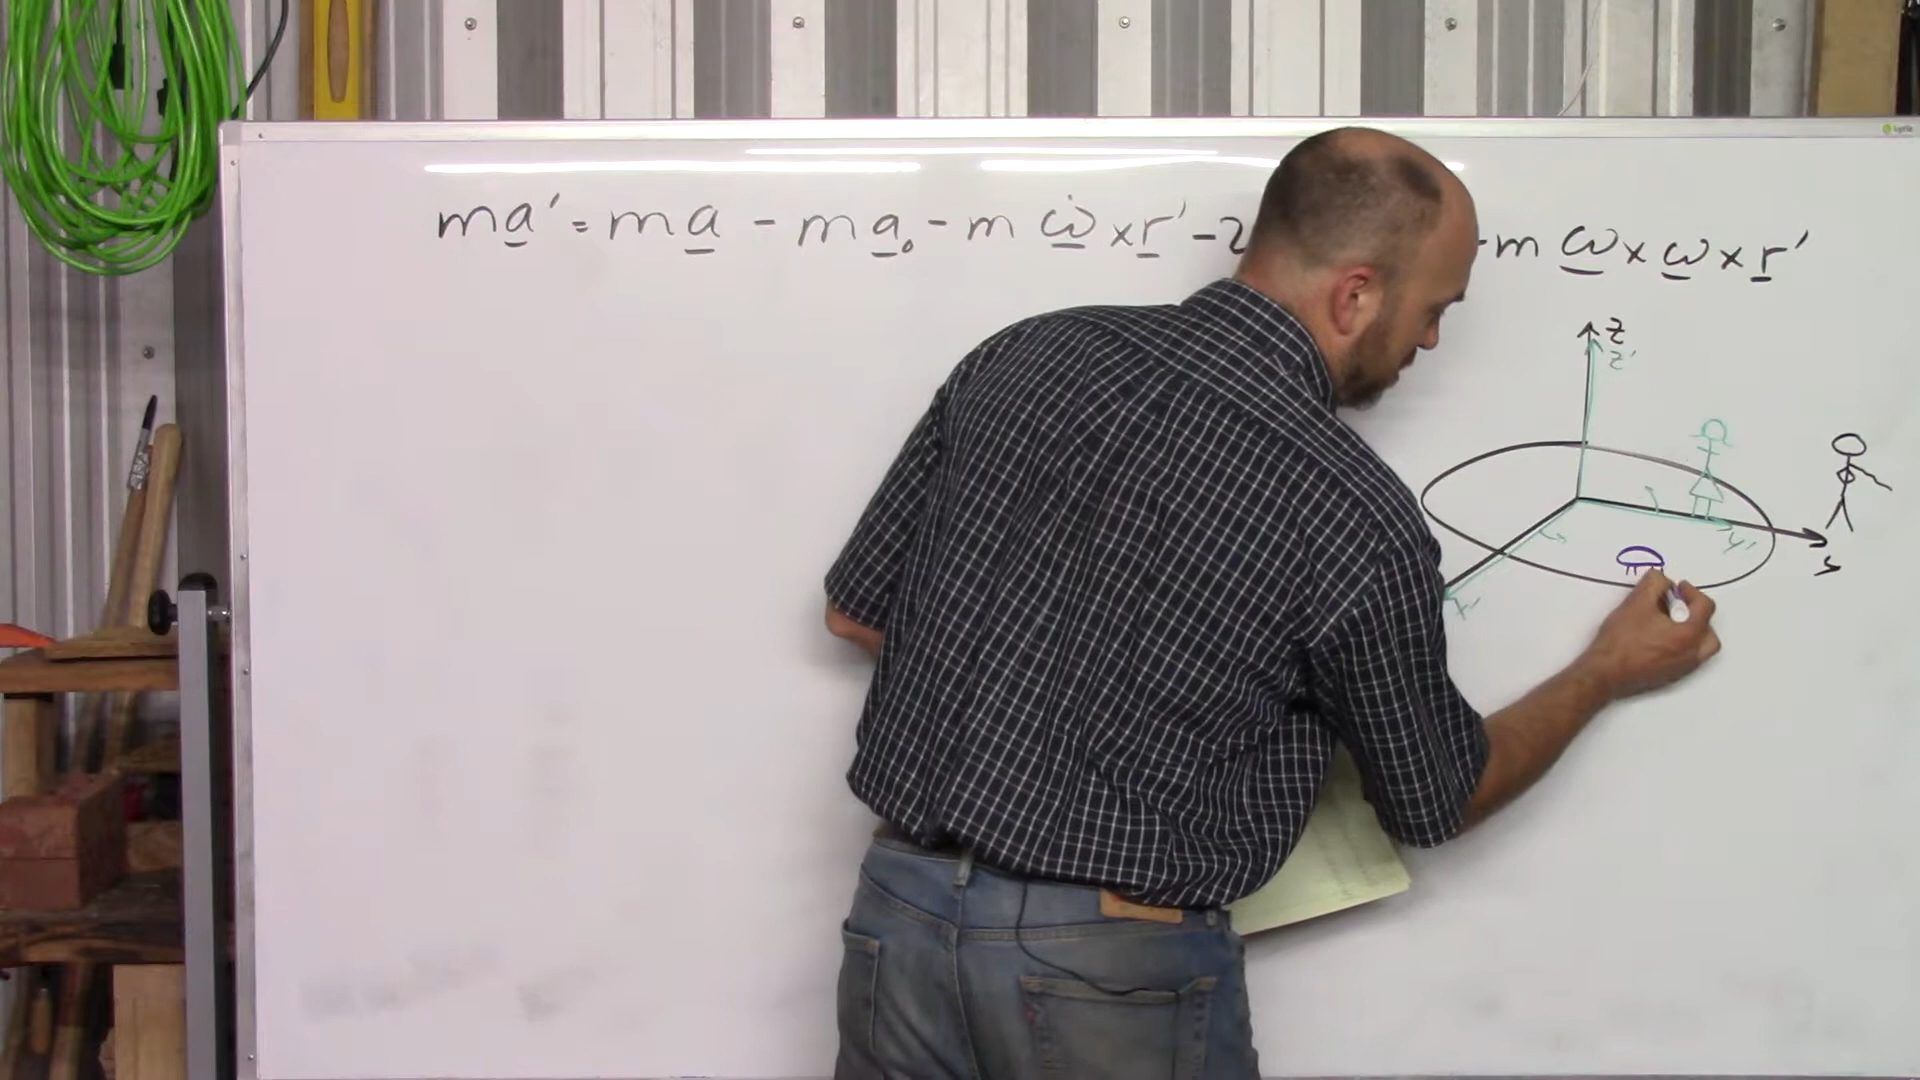 ma' = ma - ma₀ - m ω̇ × r' - 2 - m ω × ω × r'
z
z'
y'
x'